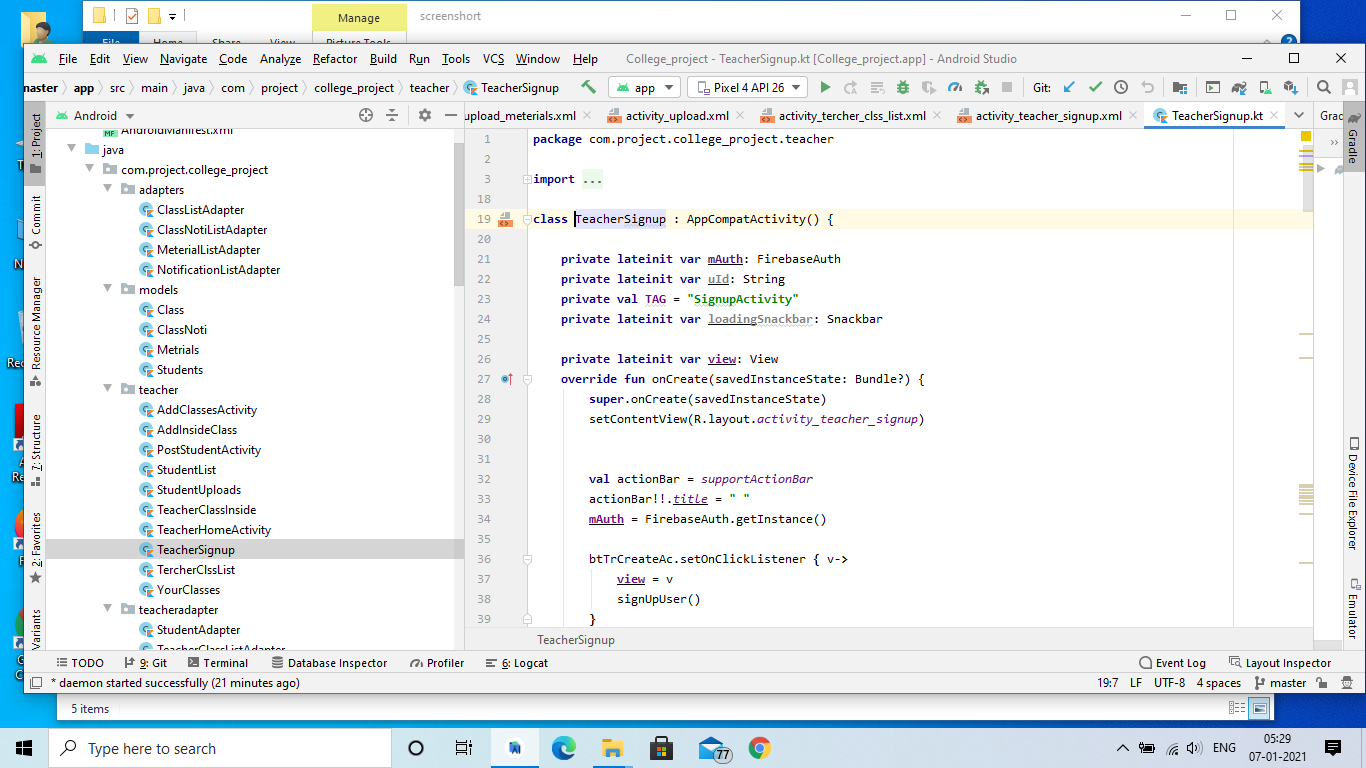 Manage
screenshort
File Home Share View Picture Tools
File Edit View Navigate Code Analyze Refactor Build Run Tools VCS Window Help College_project - TeacherSignup.kt [College_project.app] - Android Studio
master app src main java com project college_project teacher TeacherSignup app Pixel 4 API 26 Git:
Android
upload_meterials.xml activity_upload.xml activity_tercher_clss_list.xml activity_teacher_signup.xml TeacherSignup.kt
1: Project
Commit
Resource Manager
7: Structure
2: Favorites
Variants
AndroidManifest.xml
java
com.project.college_project
adapters
ClassListAdapter
ClassNotiListAdapter
MeterialListAdapter
NotificationListAdapter
models
Class
ClassNoti
Metrials
Students
teacher
AddClassesActivity
AddInsideClass
PostStudentActivity
StudentList
StudentUploads
TeacherClassInside
TeacherHomeActivity
TeacherSignup
TercherClssList
YourClasses
teacheradapter
StudentAdapter
TeacherClassListAdapter
1 package com.project.college_project.teacher
2
3 import ...
18
19 class TeacherSignup : AppCompatActivity() {
20
21 private lateinit var mAuth: FirebaseAuth
22 private lateinit var uId: String
23 private val TAG = "SignupActivity"
24 private lateinit var loadingSnackbar: Snackbar
25
26 private lateinit var view: View
27 override fun onCreate(savedInstanceState: Bundle?) {
28 super.onCreate(savedInstanceState)
29 setContentView(R.layout.activity_teacher_signup)
30
31
32 val actionBar = supportActionBar
33 actionBar!!.title = " "
34 mAuth = FirebaseAuth.getInstance()
35
36 btTrCreateAc.setOnClickListener { v->
37 view = v
38 signUpUser()
39 }
TeacherSignup
Gradle
Device File Explorer
Emulator
TODO 9: Git Terminal Database Inspector Profiler 6: Logcat Event Log Layout Inspector
* daemon started successfully (21 minutes ago) 19:7 LF UTF-8 4 spaces master
5 items
Type here to search
77
ENG
05:29
07-01-2021